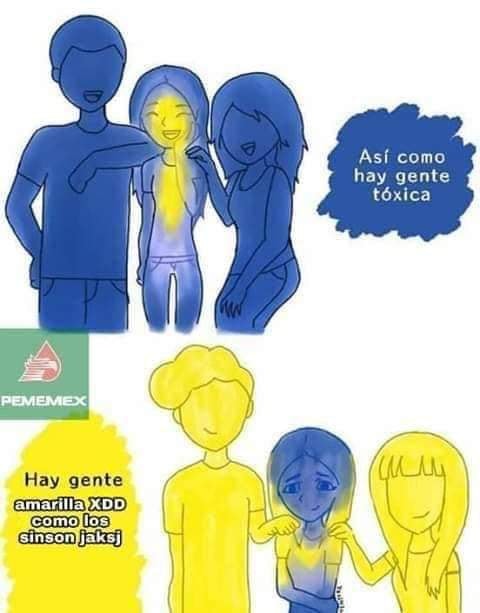 Así como
hay gente
tóxica
PEMEMEX
Hay gente
amarilla XDD
como los
sinson jaksj